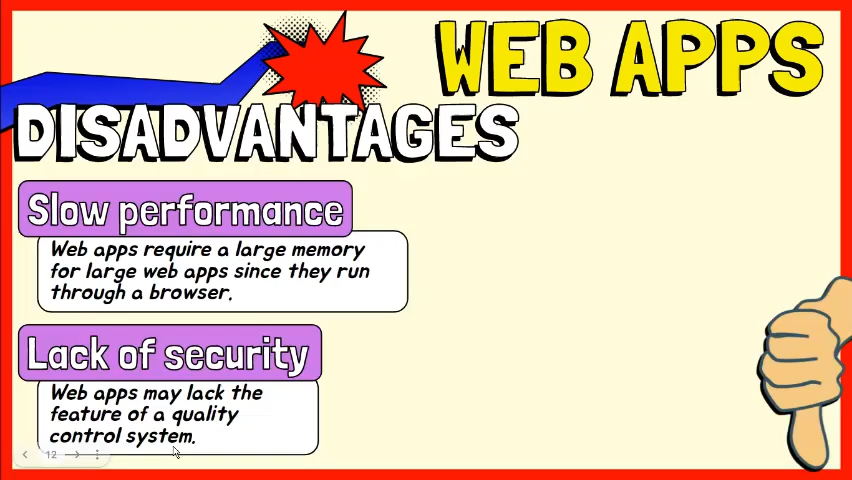 WEB APPS
DISADVANTAGES
Slow performance
Web apps require a large memory
for large web apps since they run
through a browser.
Lack of security
Web apps may lack the
feature of a quality
control system.
12